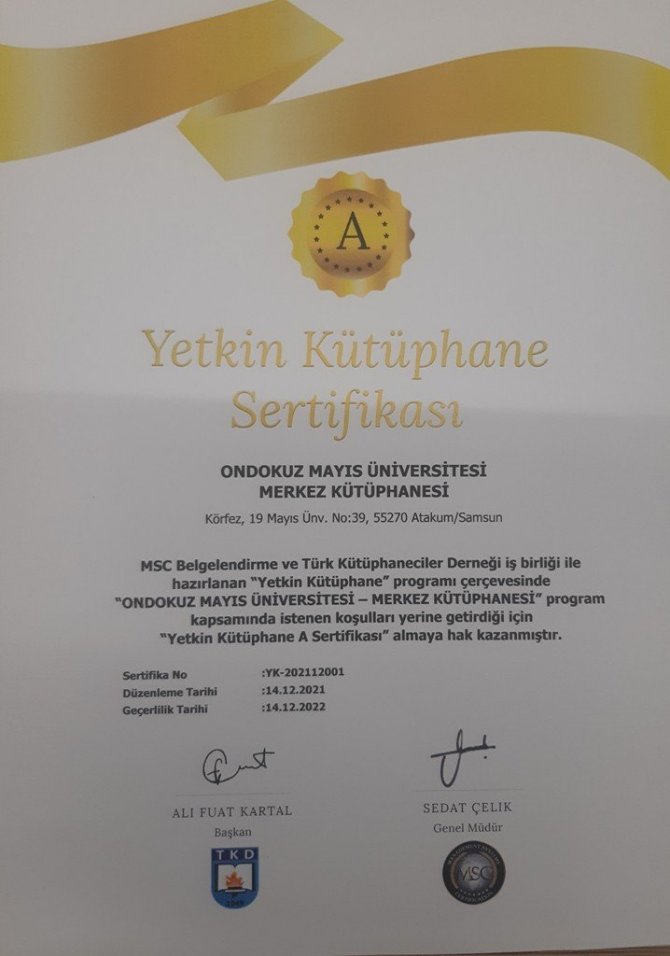 A
Yetkin Kütüphane
Sertifikası
ONDOKUZ MAYIS ÜNİVERSİTESİ
MERKEZ KÜTÜPHANESİ
Körfez, 19 Mayıs Ünv. No:39, 55270 Atakum/Samsun
MSC Belgelendirme ve Türk Kütüphaneciler Derneği iş birliği ile
hazırlanan “Yetkin Kütüphane” programı çerçevesinde
“ONDOKUZ MAYIS ÜNİVERSİTESİ – MERKEZ KÜTÜPHANESİ” program
kapsamında istenen koşulları yerine getirdiği için
“Yetkin Kütüphane A Sertifikası” almaya hak kazanmıştır.
Sertifika No :YK-202112001
Düzenleme Tarihi :14.12.2021
Geçerlilik Tarihi :14.12.2022
ALI FUAT KARTAL
Başkan
SEDAT ÇELIK
Genel Müdür
TKD
1949
MSC